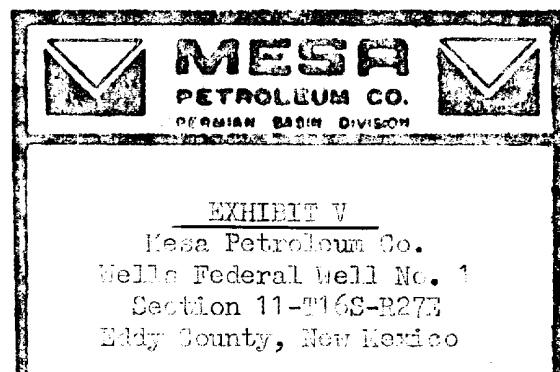 MESA
PETROLEUM CO.
PERMIAN BASIN DIVISION
EXHIBIT V
Mesa Petroleum Co.
Wells Federal Well No. 1
Section 11-T16S-R27E
Eddy County, New Mexico